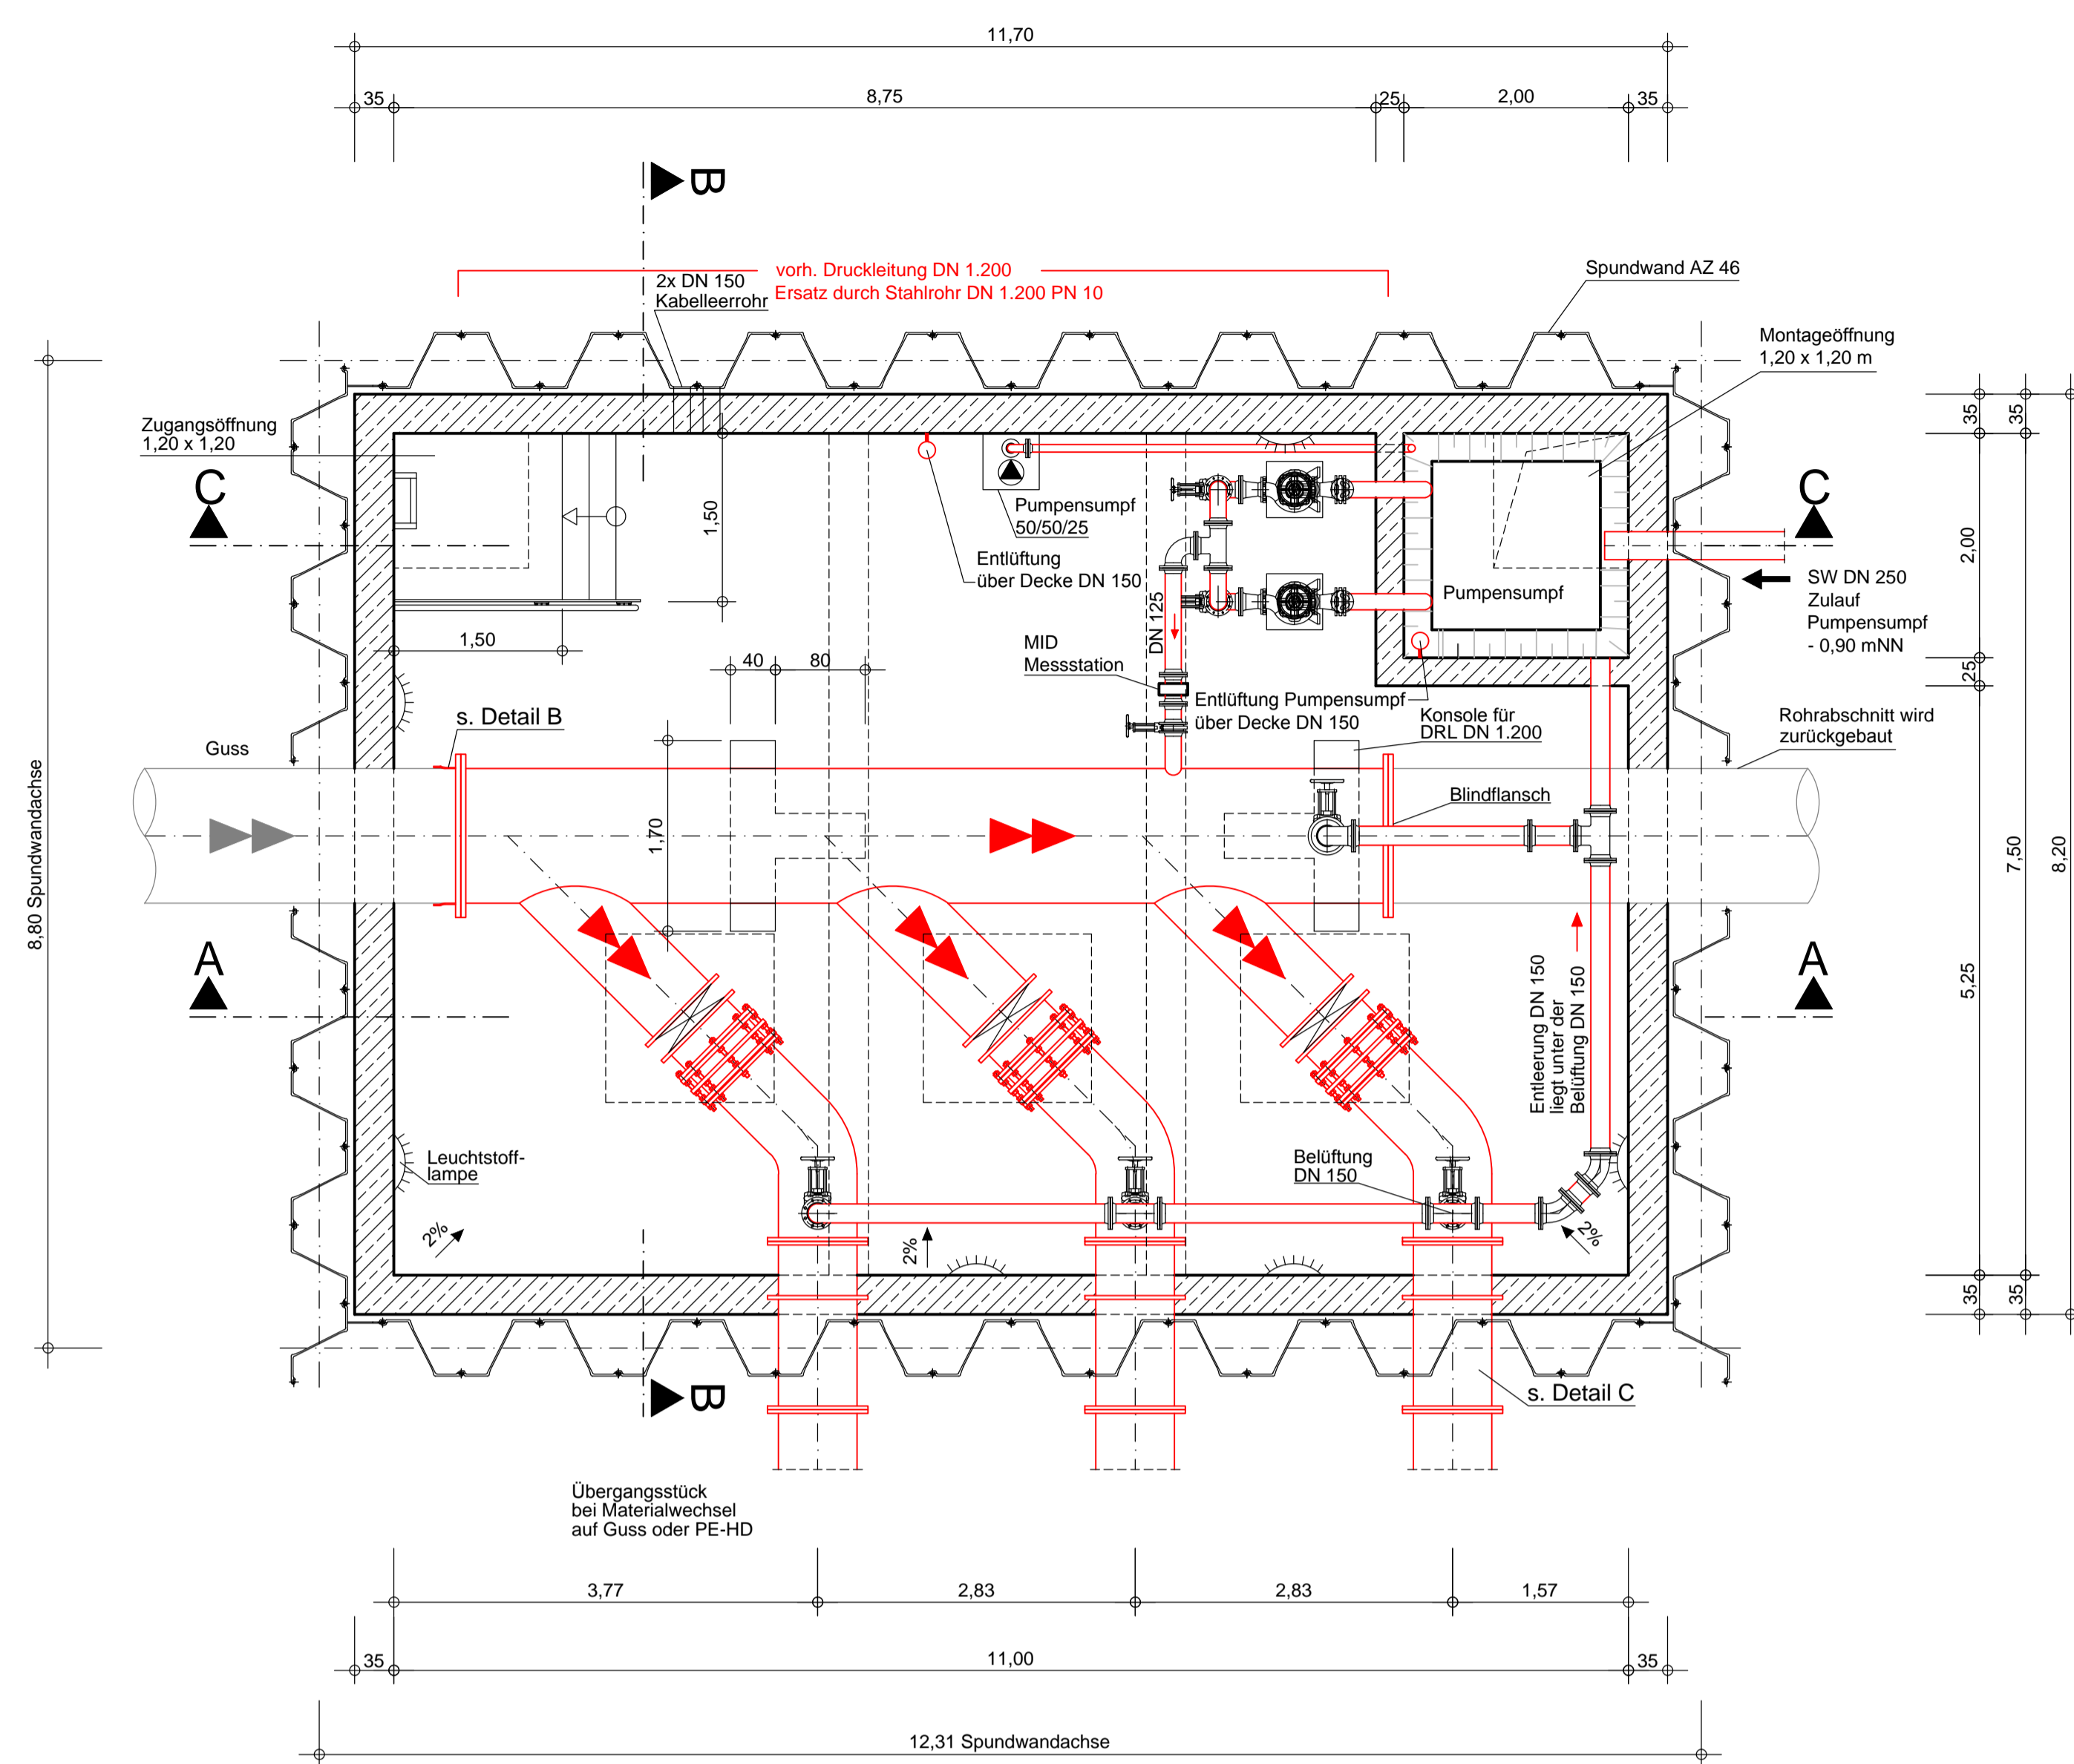 11,70
35
8,75
25
2,00
35
B
vorh. Druckleitung DN 1.200
Ersatz durch Stahlrohr DN 1.200 PN 10
2x DN 150
Kabelleerrohr
Spundwand AZ 46
Montageöffnung
1,20 x 1,20 m
Zugangsöffnung
1,20 x 1,20
C
C
1,50
Pumpensumpf
50/50/25
Entlüftung
über Decke DN 150
DN 125
Pumpensumpf
SW DN 250
Zulauf
Pumpensumpf
- 0,90 mNN
1,50
40
80
MID
Messstation
Entlüftung Pumpensumpf
über Decke DN 150
Konsole für
DRL DN 1.200
Rohrabschnitt wird
zurückgebaut
s. Detail B
Guss
Blindflansch
1,70
8,80 Spundwandachse
35
35
2,00
25
7,50
8,20
5,25
35
35
A
A
Entleerung DN 150
liegt unter der
Belüftung DN 150
Leuchtstoff-
lampe
Belüftung
DN 150
2%
2%
2%
B
s. Detail C
Übergangsstück
bei Materialwechsel
auf Guss oder PE-HD
3,77
2,83
2,83
1,57
35
11,00
35
12,31 Spundwandachse